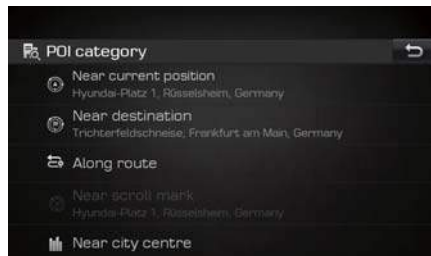 POI category
Near current position
Hyundai-Platz 1, Rüsselsheim, Germany
Near destination
Trichterfeldschneise, Frankfurt am Main, Germany
Along route
Near scroll mark
Hyundai-Platz 1, Rüsselsheim, Germany
Near city centre